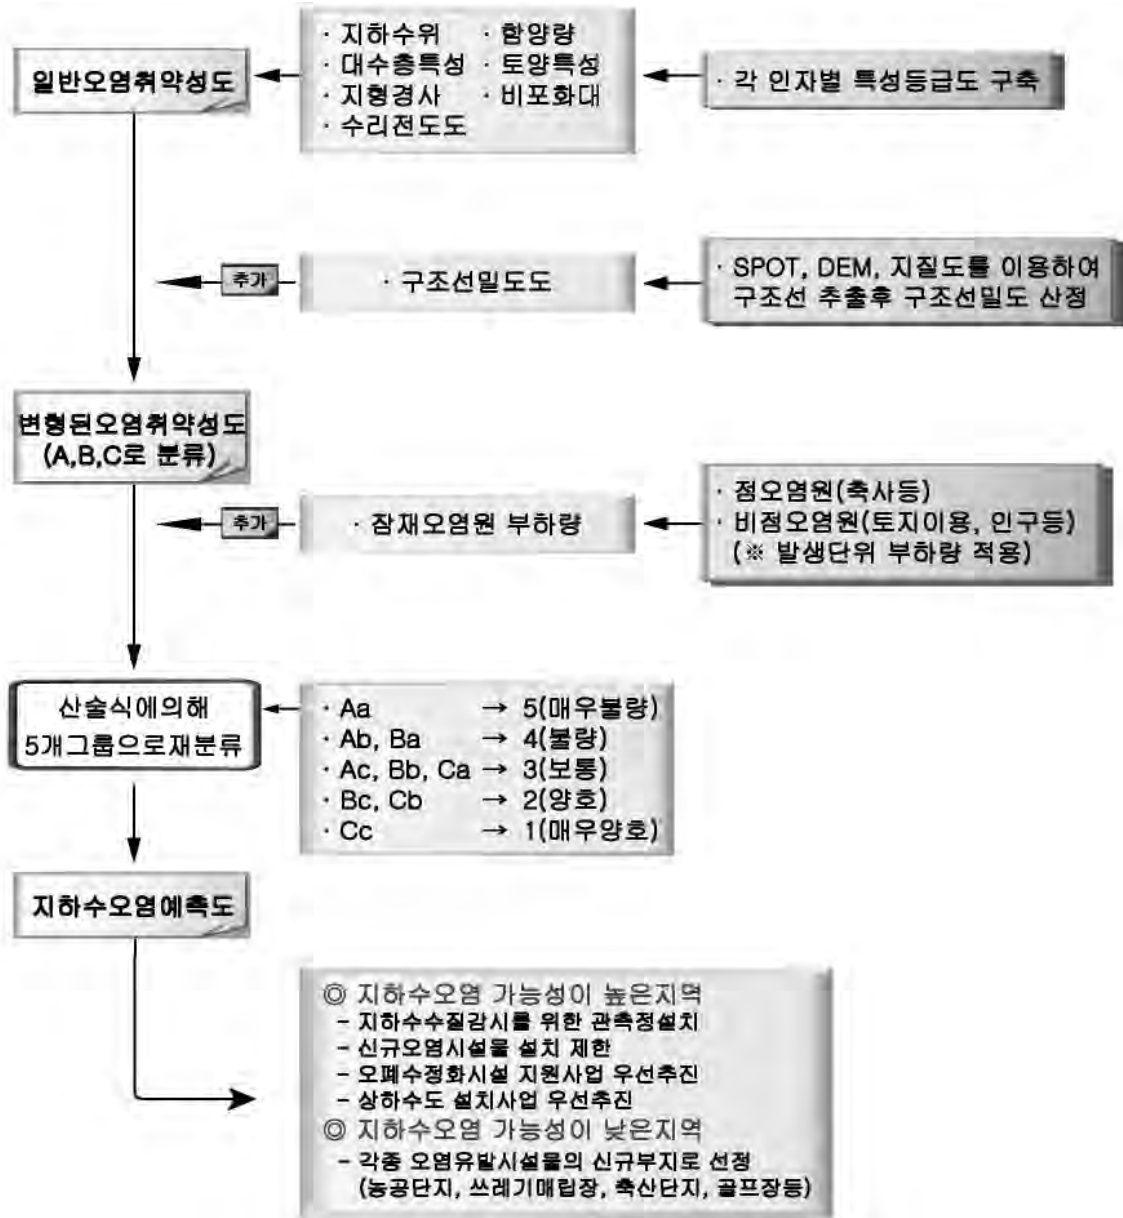 일반오염취약성도
· 지하수위 · 함양량
· 대수층특성 · 토양특성
· 지형경사 · 비포화대
· 수리전도도
· 각 인자별 특성등급도 구축
추가
· 구조선밀도도
· SPOT, DEM, 지질도를 이용하여
구조선 추출후 구조선밀도 산정
변형된오염취약성도
(A,B,C로 분류)
추가
· 잠재오염원 부하량
· 점오염원(축사등)
· 비점오염원(토지이용, 인구등)
(※ 발생단위 부하량 적용)
산술식에의해
5개그룹으로재분류
· Aa → 5(매우불량)
· Ab, Ba → 4(불량)
· Ac, Bb, Ca → 3(보통)
· Bc, Cb → 2(양호)
· Cc → 1(매우양호)
지하수오염예측도
◎ 지하수오염 가능성이 높은지역
- 지하수수질감시를 위한 관측정설치
- 신규오염시설물 설치 제한
- 오폐수정화시설 지원사업 우선추진
- 상하수도 설치사업 우선추진
◎ 지하수오염 가능성이 낮은지역
- 각종 오염유발시설물의 신규부지로 선정
(농공단지, 쓰레기매립장, 축산단지, 골프장등)